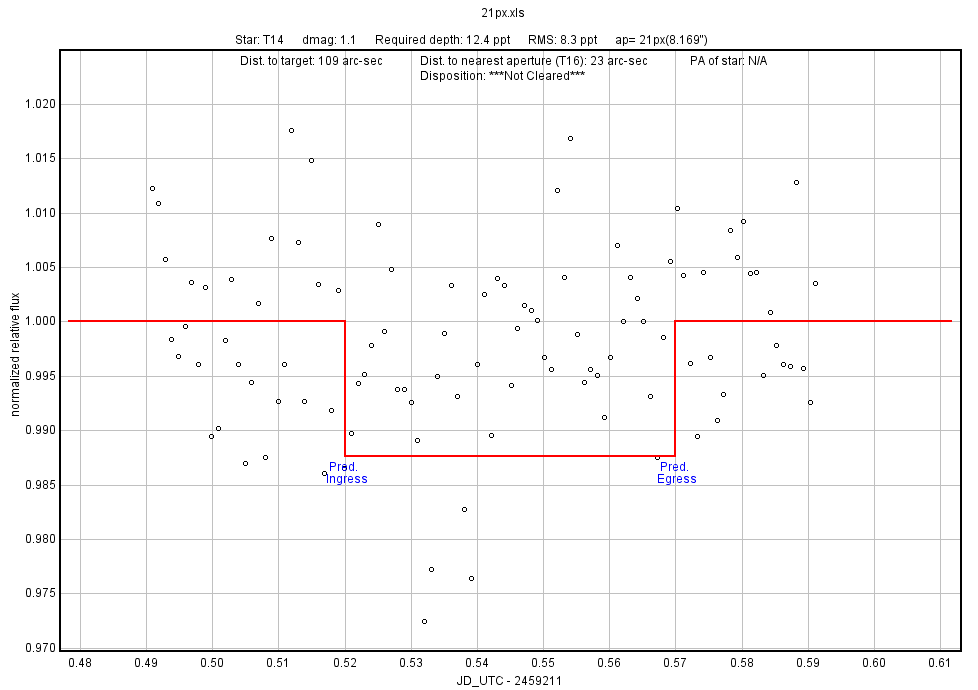 21px.xls
Star: T14 dmag: 1.1 Required depth: 12.4 ppt RMS: 8.3 ppt ap= 21px(8.169")
Dist. to target: 109 arc-sec Dist. to nearest aperture (T16): 23 arc-sec PA of star: N/A
Disposition: ***Not Cleared***
1.020
1.015
1.010
1.005
1.000
0.995
0.990
0.985
0.980
0.975
0.970
normalized relative flux
Pred.
Ingress
Pred.
Egress
0.48 0.49 0.50 0.51 0.52 0.53 0.54 0.55 0.56 0.57 0.58 0.59 0.60 0.61
JD_UTC - 2459211